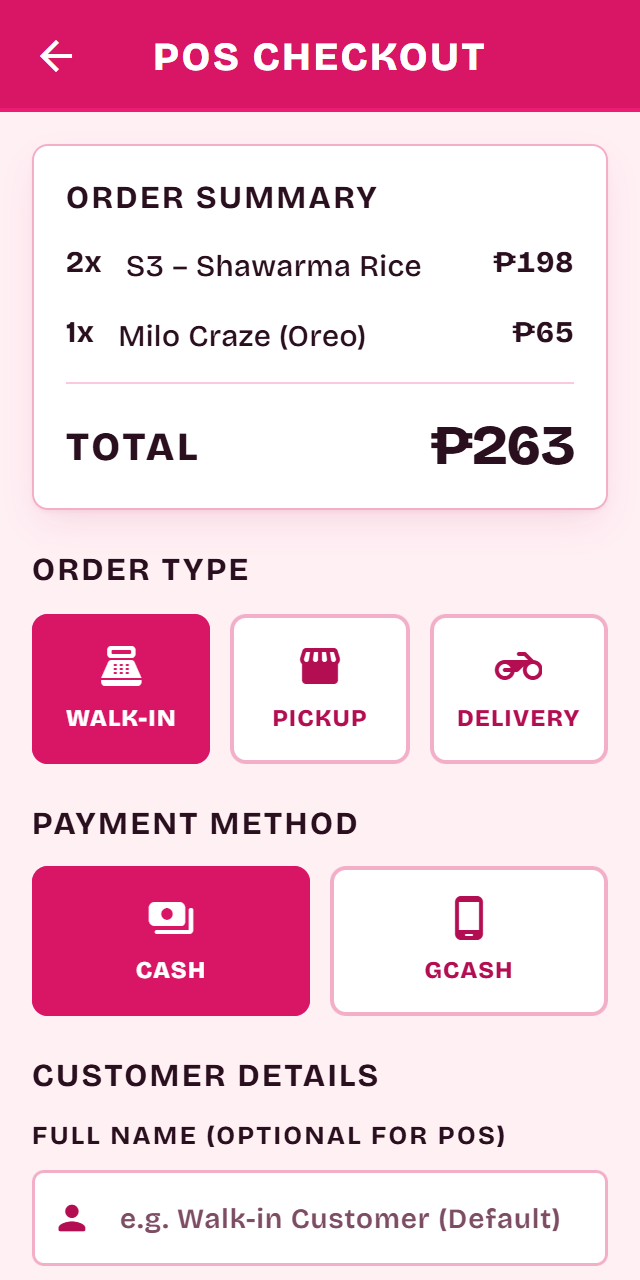 POS CHECKOUT
ORDER SUMMARY
2x S3 – Shawarma Rice ₱198
1x Milo Craze (Oreo) ₱65
TOTAL ₱263
ORDER TYPE
WALK-IN PICKUP DELIVERY
PAYMENT METHOD
CASH GCASH
CUSTOMER DETAILS
FULL NAME (OPTIONAL FOR POS)
e.g. Walk-in Customer (Default)